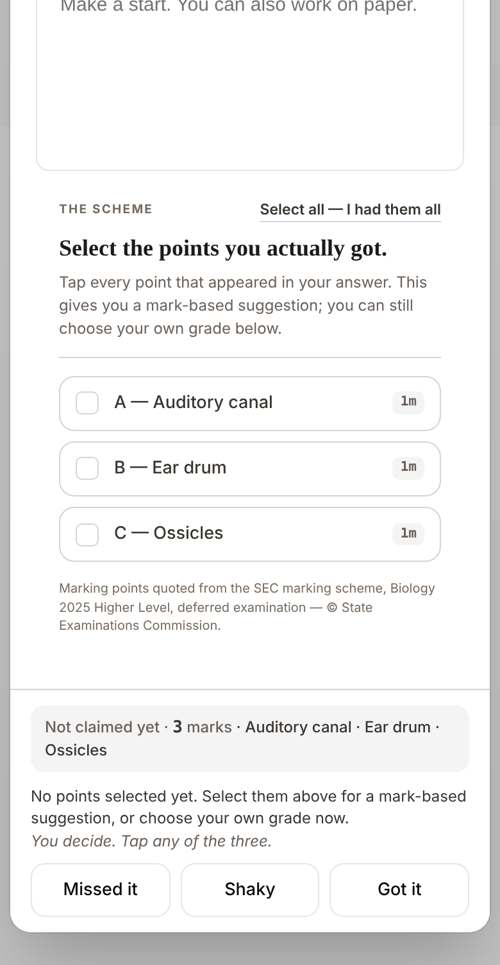 Make a start. You can also work on paper.
THE SCHEME
Select all — I had them all
Select the points you actually got.
Tap every point that appeared in your answer. This
gives you a mark-based suggestion; you can still
choose your own grade below.
A — Auditory canal 1m
B — Ear drum 1m
C — Ossicles 1m
Marking points quoted from the SEC marking scheme, Biology
2025 Higher Level, deferred examination — © State
Examinations Commission.
Not claimed yet · 3 marks · Auditory canal · Ear drum ·
Ossicles
No points selected yet. Select them above for a mark-based
suggestion, or choose your own grade now.
You decide. Tap any of the three.
Missed it Shaky Got it